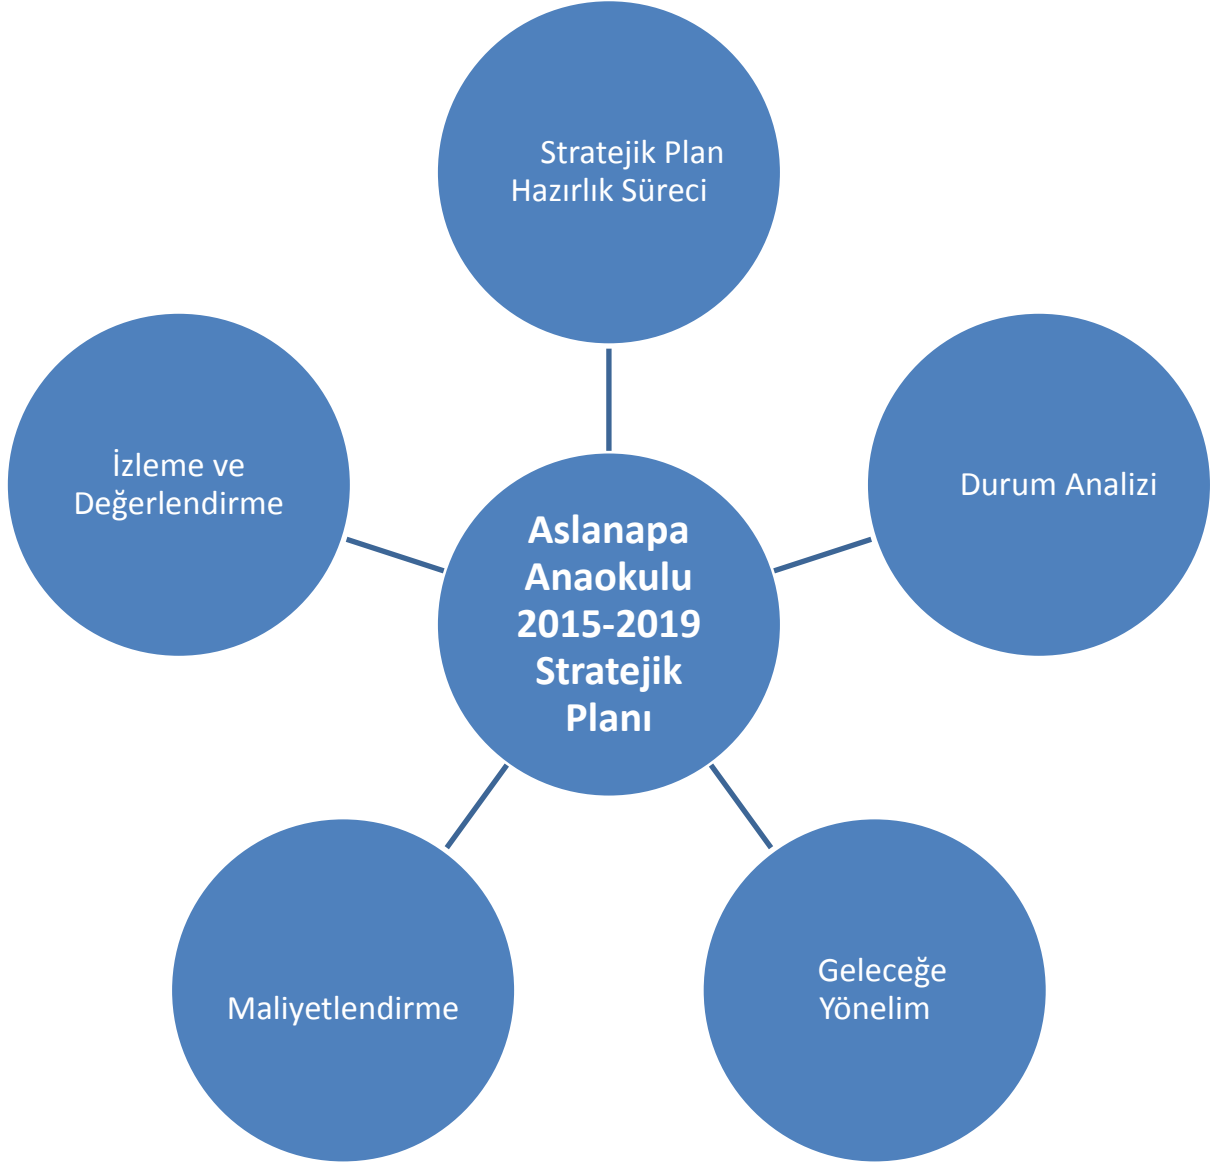 Stratejik Plan
Hazırlık Süreci
Durum Analizi
Geleceğe
Yönelim
Maliyetlendirme
İzleme ve
Değerlendirme
Aslanapa
Anaokulu
2015-2019
Stratejik
Planı